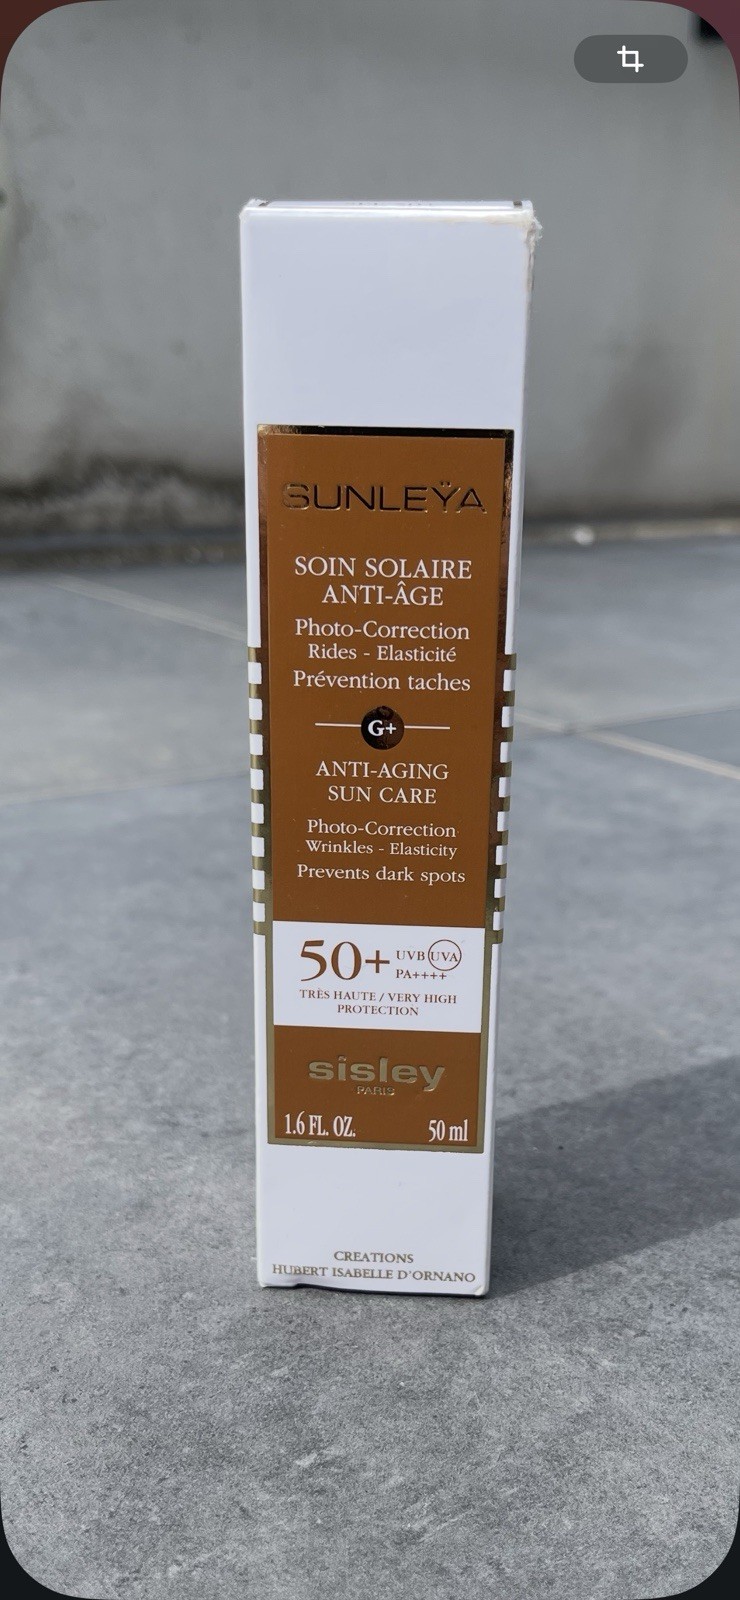 SUNLEŸA
SOIN SOLAIRE
ANTI-ÂGE
Photo-Correction
Rides - Elasticité
Prévention taches
G+
ANTI-AGING
SUN CARE
Photo-Correction
Wrinkles - Elasticity
Prevents dark spots
50+ UVB UVA
PA++++
TRÈS HAUTE / VERY HIGH
PROTECTION
sisley
PARIS
1.6 FL. OZ. 50 ml
CREATIONS
HUBERT ISABELLE D'ORNANO